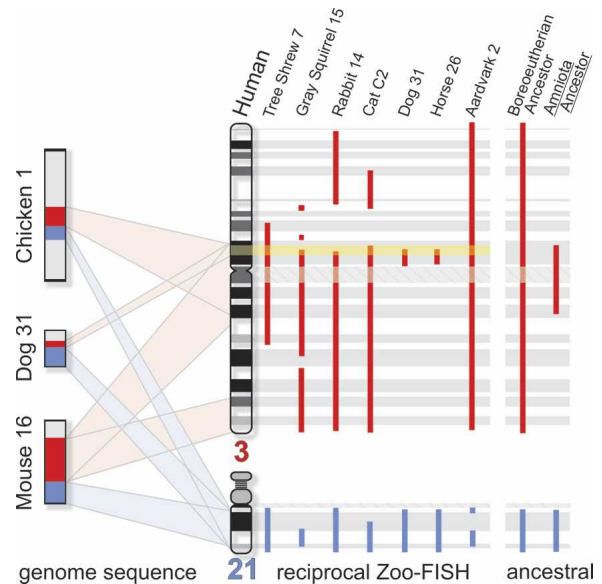 Human
Tree Shrew 7
Gray Squirrel 15
Rabbit 14
Cat C2
Dog 31
Horse 26
Aardvark 2
Boreoeutherian
Ancestor
Amniota
Ancestor
Chicken 1
Dog 31
Mouse 16
3
21
genome sequence
reciprocal Zoo-FISH
ancestral